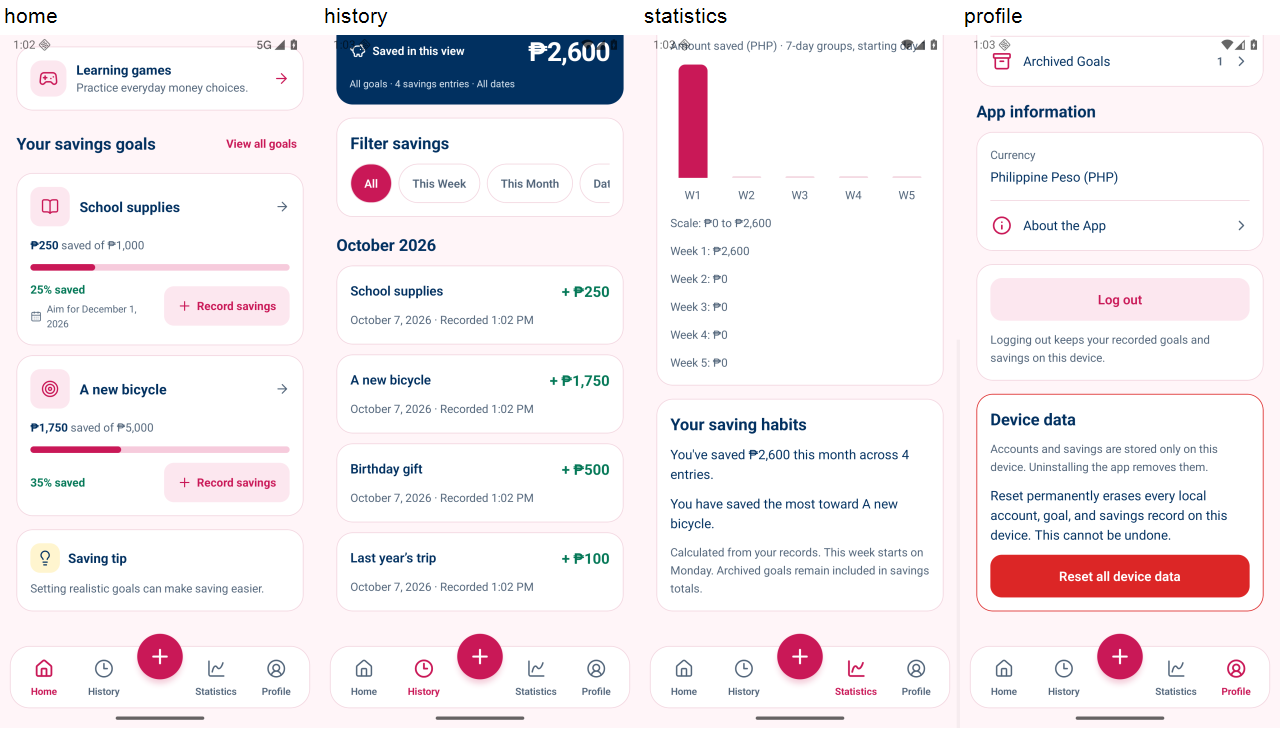 home
1:02
5G
Learning games
Practice everyday money choices.
Your savings goals
View all goals
School supplies
₱250 saved of ₱1,000
25% saved
Aim for December 1,
2026
+ Record savings
A new bicycle
₱1,750 saved of ₱5,000
35% saved
+ Record savings
Saving tip
Setting realistic goals can make saving easier.
+
Home
History
Statistics
Profile
history
Saved in this view
₱2,600
All goals · 4 savings entries · All dates
Filter savings
All
This Week
This Month
Dat
October 2026
School supplies
+ ₱250
October 7, 2026 · Recorded 1:02 PM
A new bicycle
+ ₱1,750
October 7, 2026 · Recorded 1:02 PM
Birthday gift
+ ₱500
October 7, 2026 · Recorded 1:02 PM
Last year's trip
+ ₱100
October 7, 2026 · Recorded 1:02 PM
+
Home
History
Statistics
Profile
statistics
1:03
Amount saved (PHP) · 7-day groups, starting day
W1
W2
W3
W4
W5
Scale: ₱0 to ₱2,600
Week 1: ₱2,600
Week 2: ₱0
Week 3: ₱0
Week 4: ₱0
Week 5: ₱0
Your saving habits
You've saved ₱2,600 this month across 4
entries.
You have saved the most toward A new
bicycle.
Calculated from your records. This week starts on
Monday. Archived goals remain included in savings
totals.
+
Home
History
Statistics
Profile
profile
1:03
Archived Goals
1
App information
Currency
Philippine Peso (PHP)
About the App
Log out
Logging out keeps your recorded goals and
savings on this device.
Device data
Accounts and savings are stored only on this
device. Uninstalling the app removes them.
Reset permanently erases every local
account, goal, and savings record on this
device. This cannot be undone.
Reset all device data
+
Home
History
Statistics
Profile